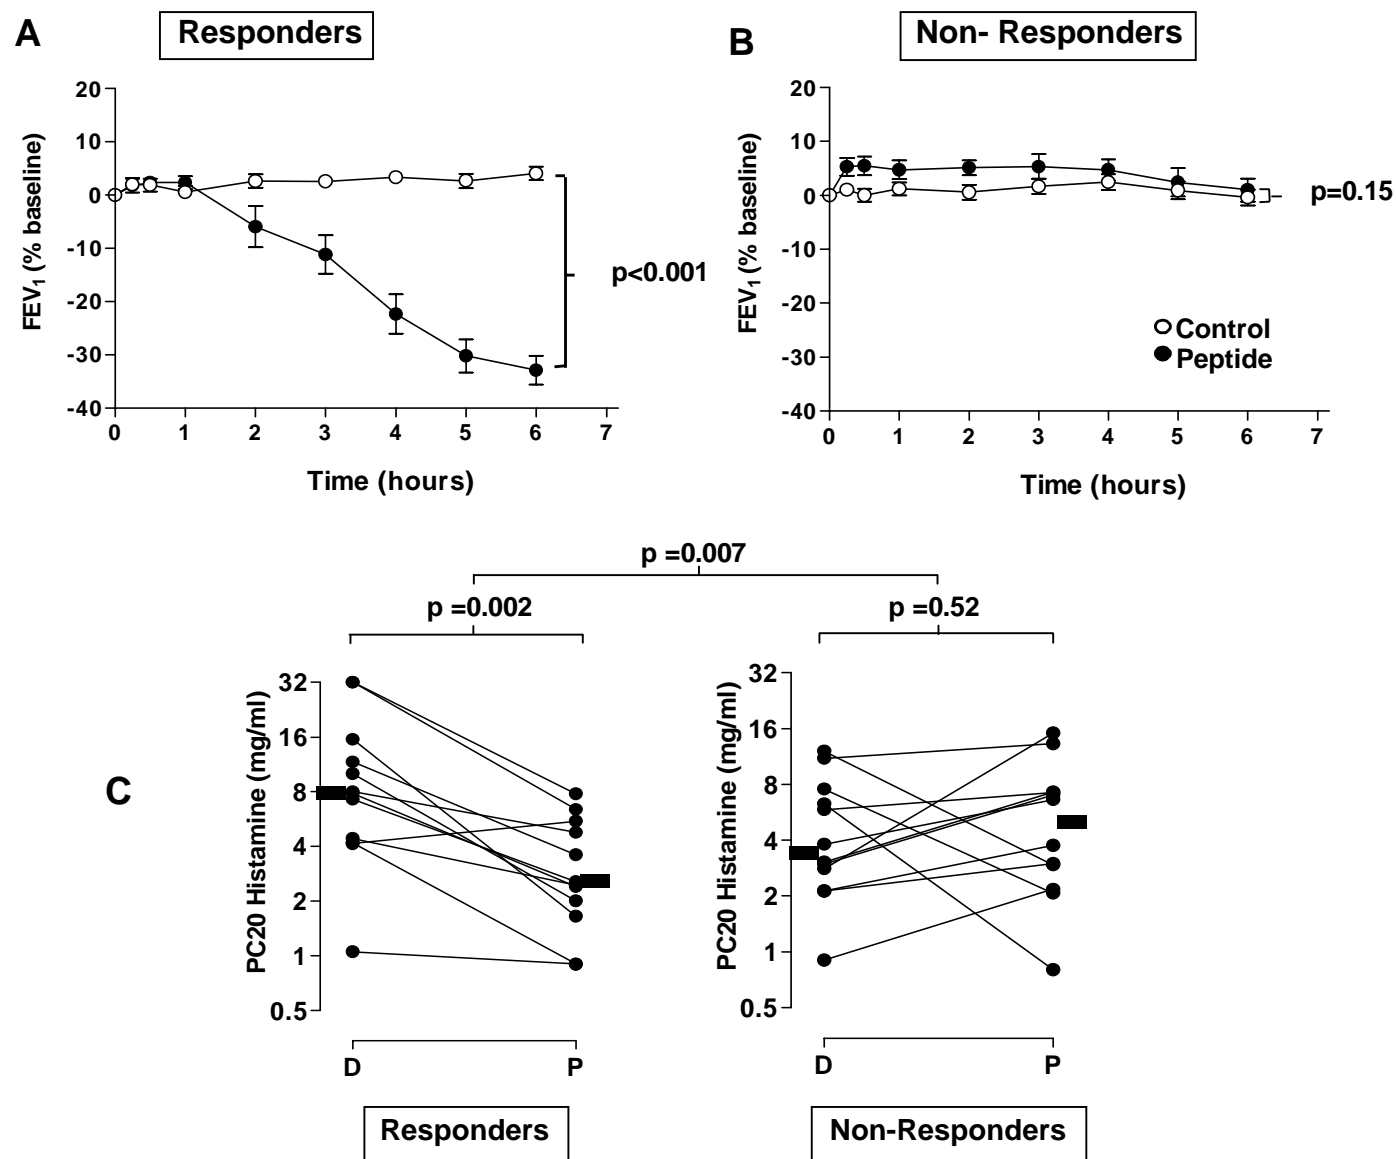 A
Responders
20
10
0
-10
-20
-30
-40
FEV1 (% baseline)
0 1 2 3 4 5 6 7
Time (hours)
p<0.001
B
Non- Responders
20
10
0
-10
-20
-30
-40
FEV1 (% baseline)
0 1 2 3 4 5 6 7
Time (hours)
p=0.15
Control
Peptide
C
p =0.007
p =0.002
32
16
8
4
2
1
0.5
PC20 Histamine (mg/ml)
D P
Responders
p =0.52
32
16
8
4
2
1
0.5
PC20 Histamine (mg/ml)
D P
Non-Responders